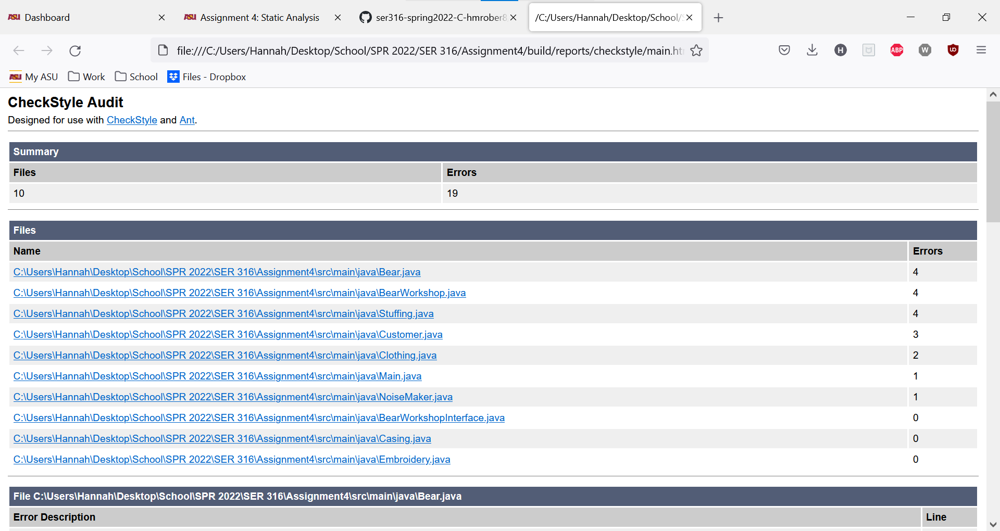 ASU Dashboard
ASU Assignment 4: Static Analysis
ser316-spring2022-C-hmrober8
/C:/Users/Hannah/Desktop/School/
file:///C:/Users/Hannah/Desktop/School/SPR 2022/SER 316/Assignment4/build/reports/checkstyle/main.ht
H
ABP
W
ASU My ASU
Work
School
Files - Dropbox
CheckStyle Audit
Designed for use with CheckStyle and Ant.
Summary
Files Errors
10 19
Files
Name Errors
C:\Users\Hannah\Desktop\School\SPR 2022\SER 316\Assignment4\src\main\java\Bear.java 4
C:\Users\Hannah\Desktop\School\SPR 2022\SER 316\Assignment4\src\main\java\BearWorkshop.java 4
C:\Users\Hannah\Desktop\School\SPR 2022\SER 316\Assignment4\src\main\java\Stuffing.java 4
C:\Users\Hannah\Desktop\School\SPR 2022\SER 316\Assignment4\src\main\java\Customer.java 3
C:\Users\Hannah\Desktop\School\SPR 2022\SER 316\Assignment4\src\main\java\Clothing.java 2
C:\Users\Hannah\Desktop\School\SPR 2022\SER 316\Assignment4\src\main\java\Main.java 1
C:\Users\Hannah\Desktop\School\SPR 2022\SER 316\Assignment4\src\main\java\NoiseMaker.java 1
C:\Users\Hannah\Desktop\School\SPR 2022\SER 316\Assignment4\src\main\java\BearWorkshopInterface.java 0
C:\Users\Hannah\Desktop\School\SPR 2022\SER 316\Assignment4\src\main\java\Casing.java 0
C:\Users\Hannah\Desktop\School\SPR 2022\SER 316\Assignment4\src\main\java\Embroidery.java 0
File C:\Users\Hannah\Desktop\School\SPR 2022\SER 316\Assignment4\src\main\java\Bear.java
Error Description Line